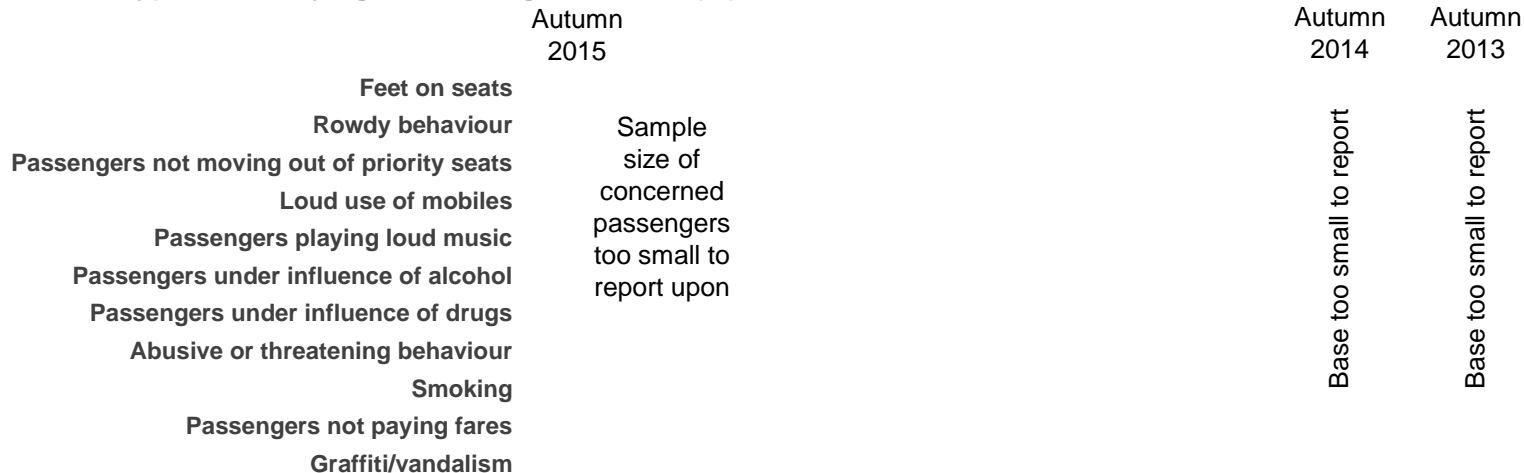 Autumn
2015
Autumn
2014
Autumn
2013
Feet on seats
Rowdy behaviour
Passengers not moving out of priority seats
Loud use of mobiles
Passengers playing loud music
Passengers under influence of alcohol
Passengers under influence of drugs
Abusive or threatening behaviour
Smoking
Passengers not paying fares
Graffiti/vandalism
Sample
size of
concerned
passengers
too small to
report upon
Base too small to report
Base too small to report